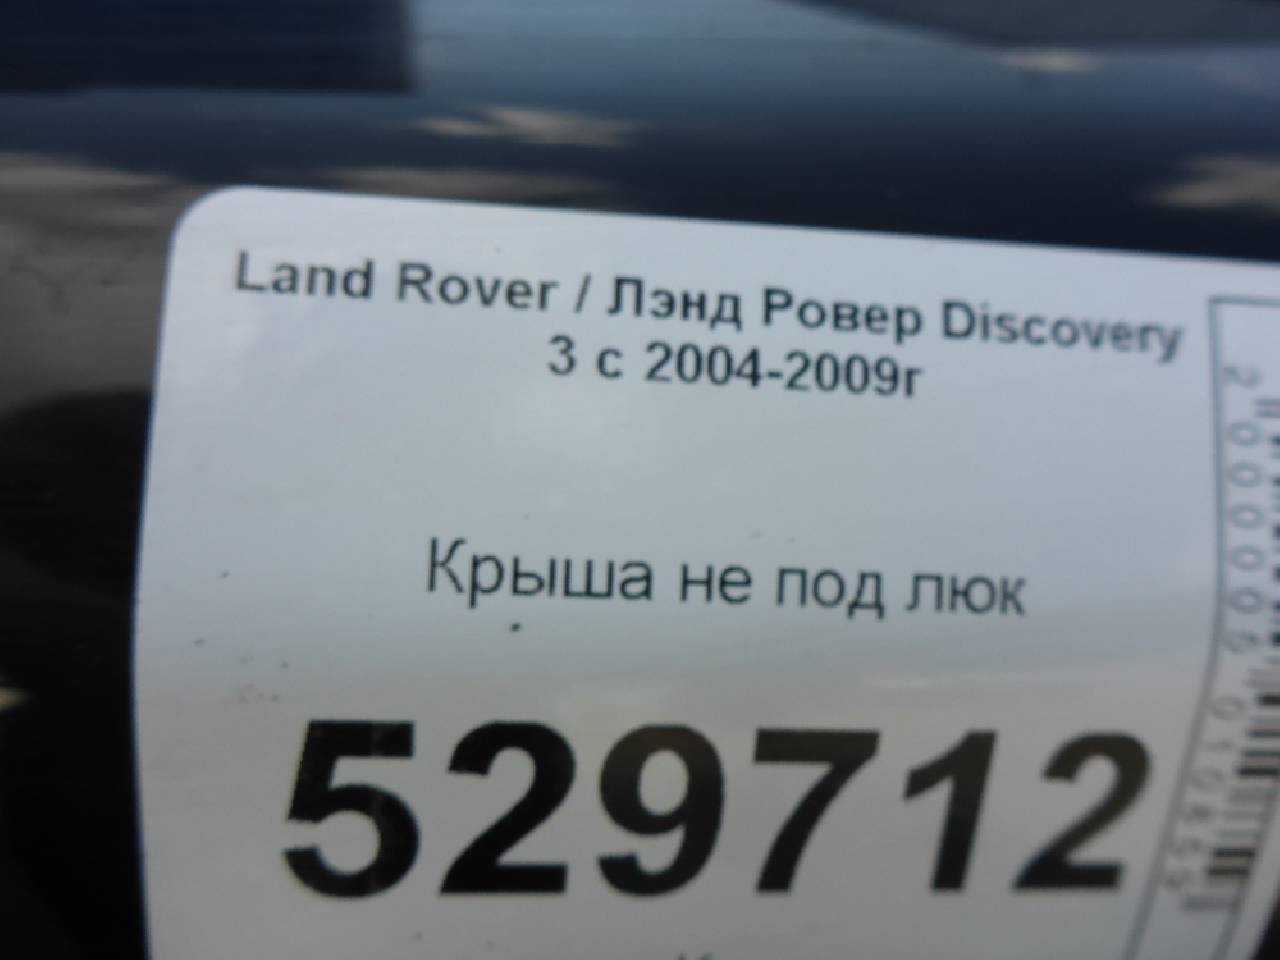 Land Rover / Лэнд Ровер Discovery
3 с 2004-2009г
Крыша не под люк
529712